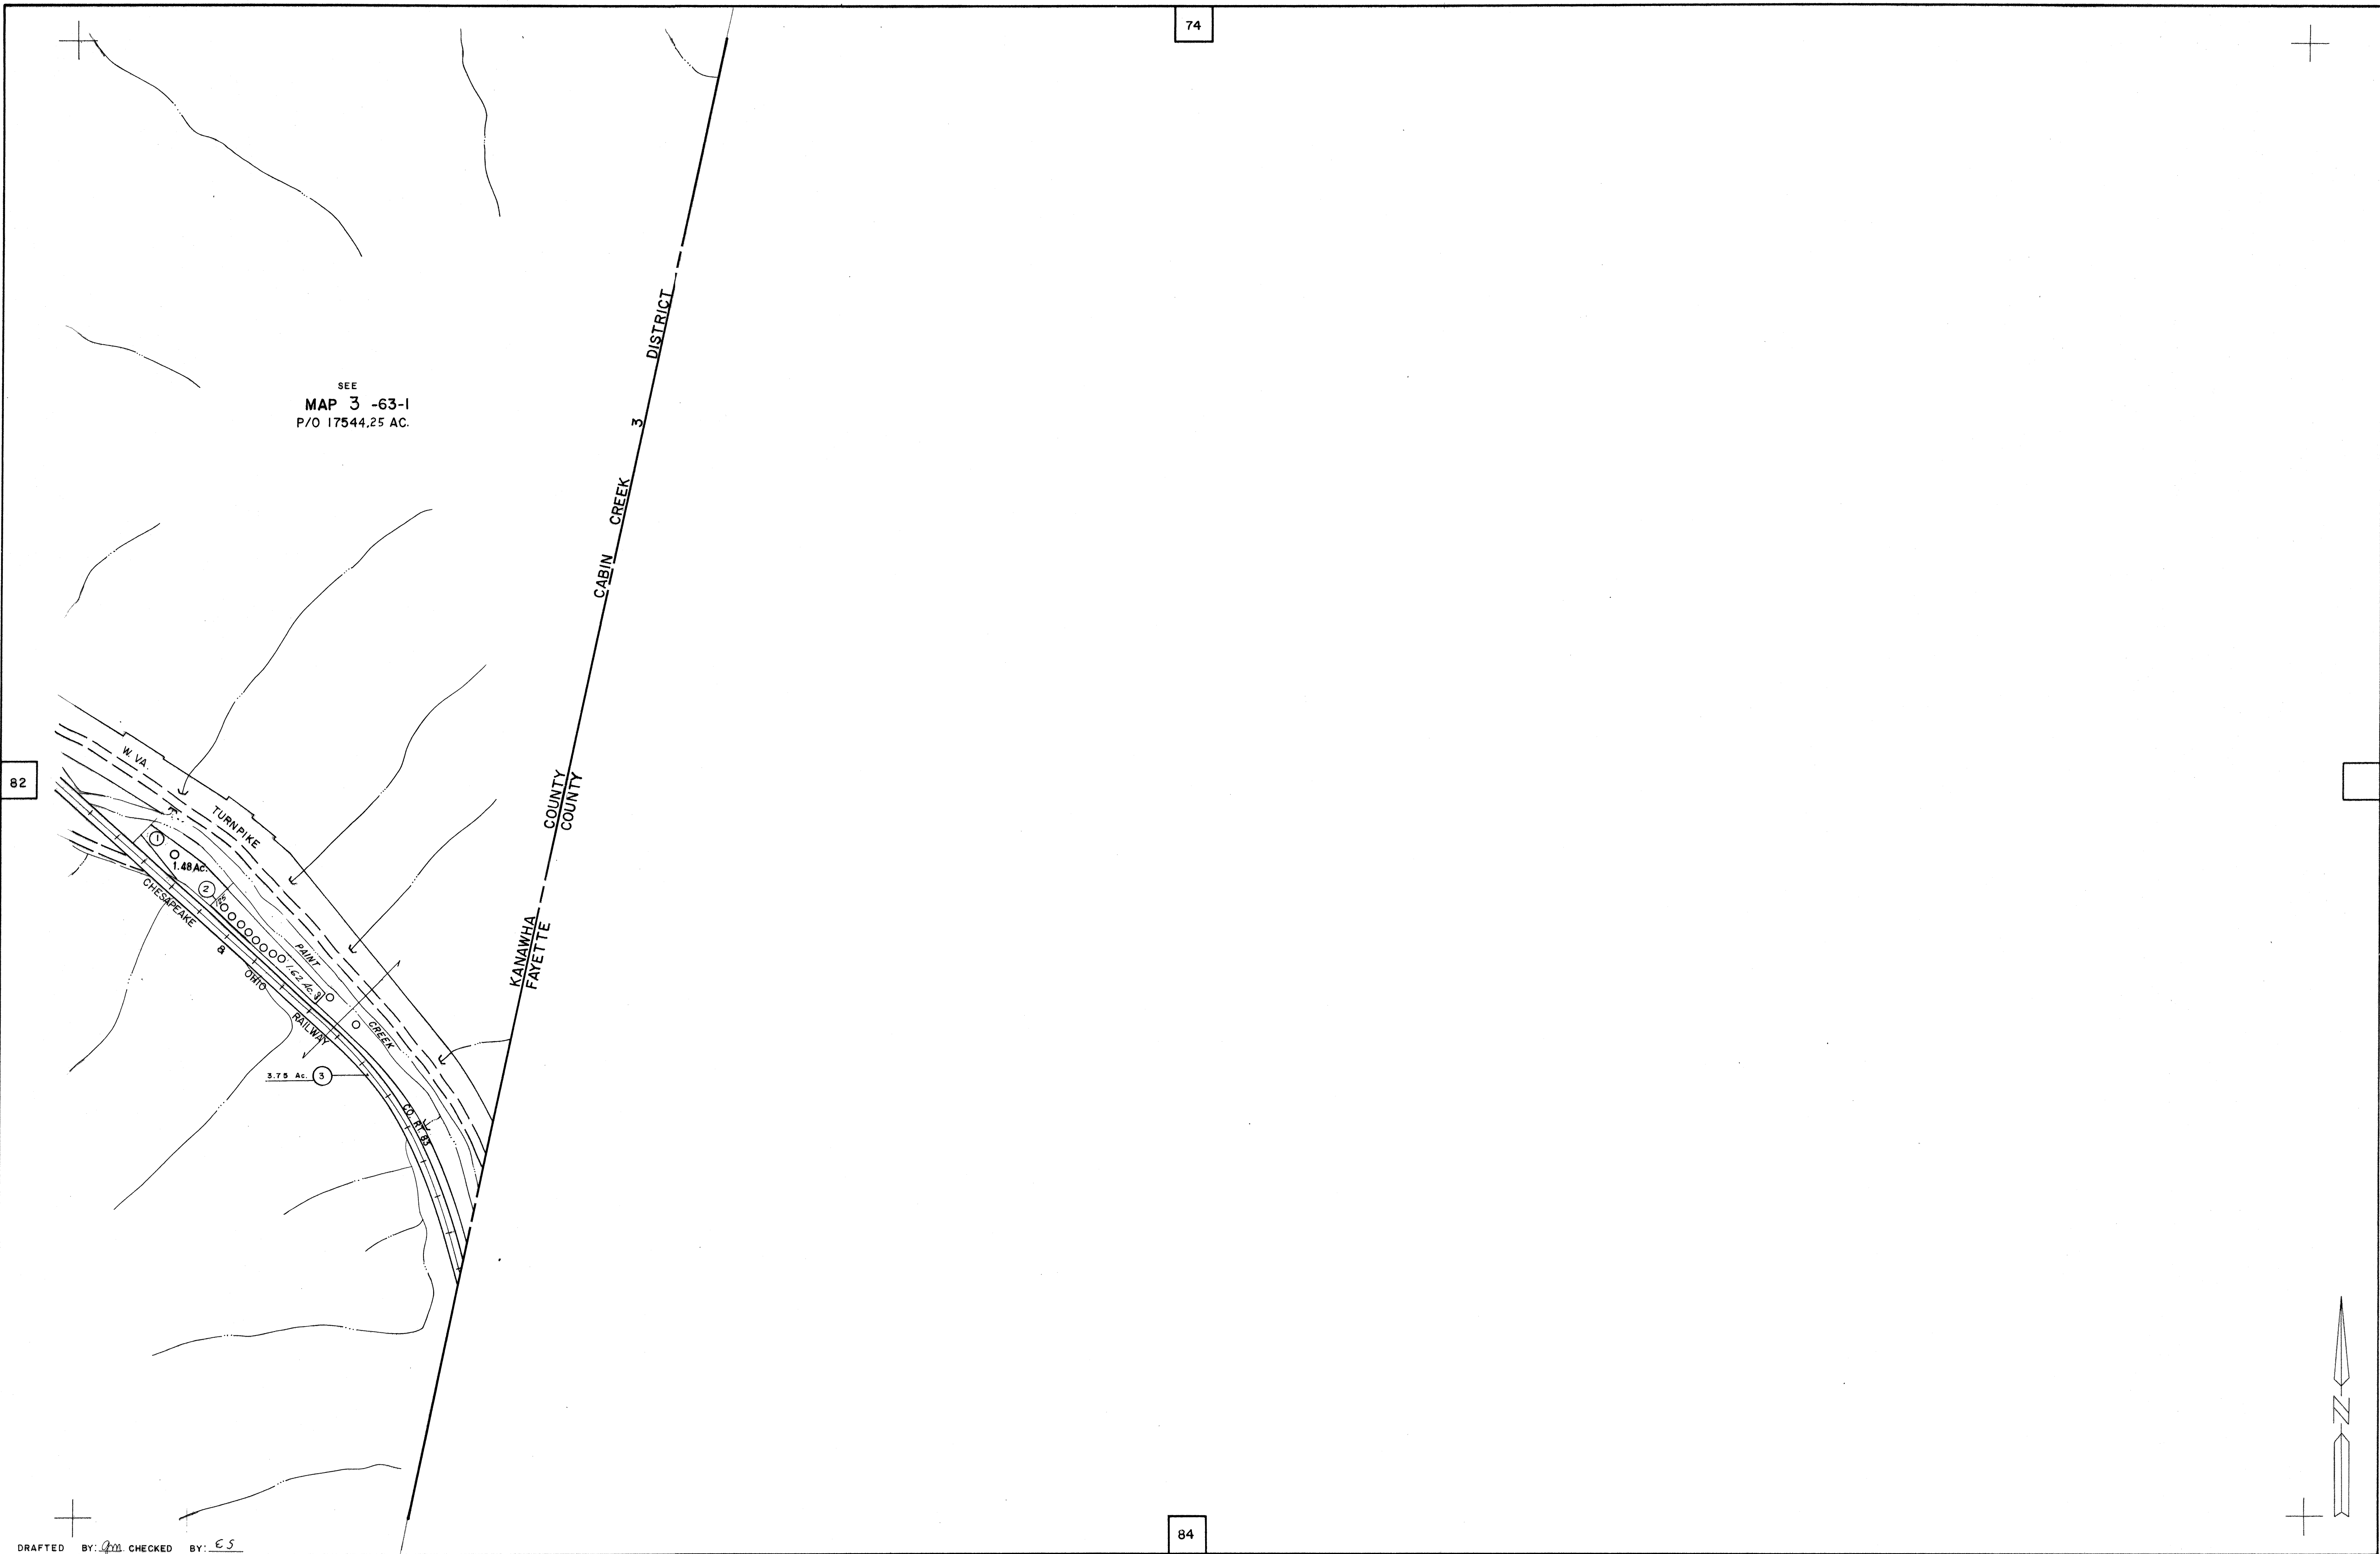 74
DISTRICT
SEE
MAP 3 -63-1
P/O 17544.25 AC.
3
CABIN CREEK
82
W. VA.
TURNPIKE
COUNTY
COUNTY
1
1.48 Ac.
2
CHESAPEAKE
&
OHIO
RAILWAY
PAINT
CREEK
1.62 Ac.
KANAWHA
FAYETTE
3.75 Ac. 3
CO. RT. 83
N
84
DRAFTED BY: gm CHECKED BY: ES